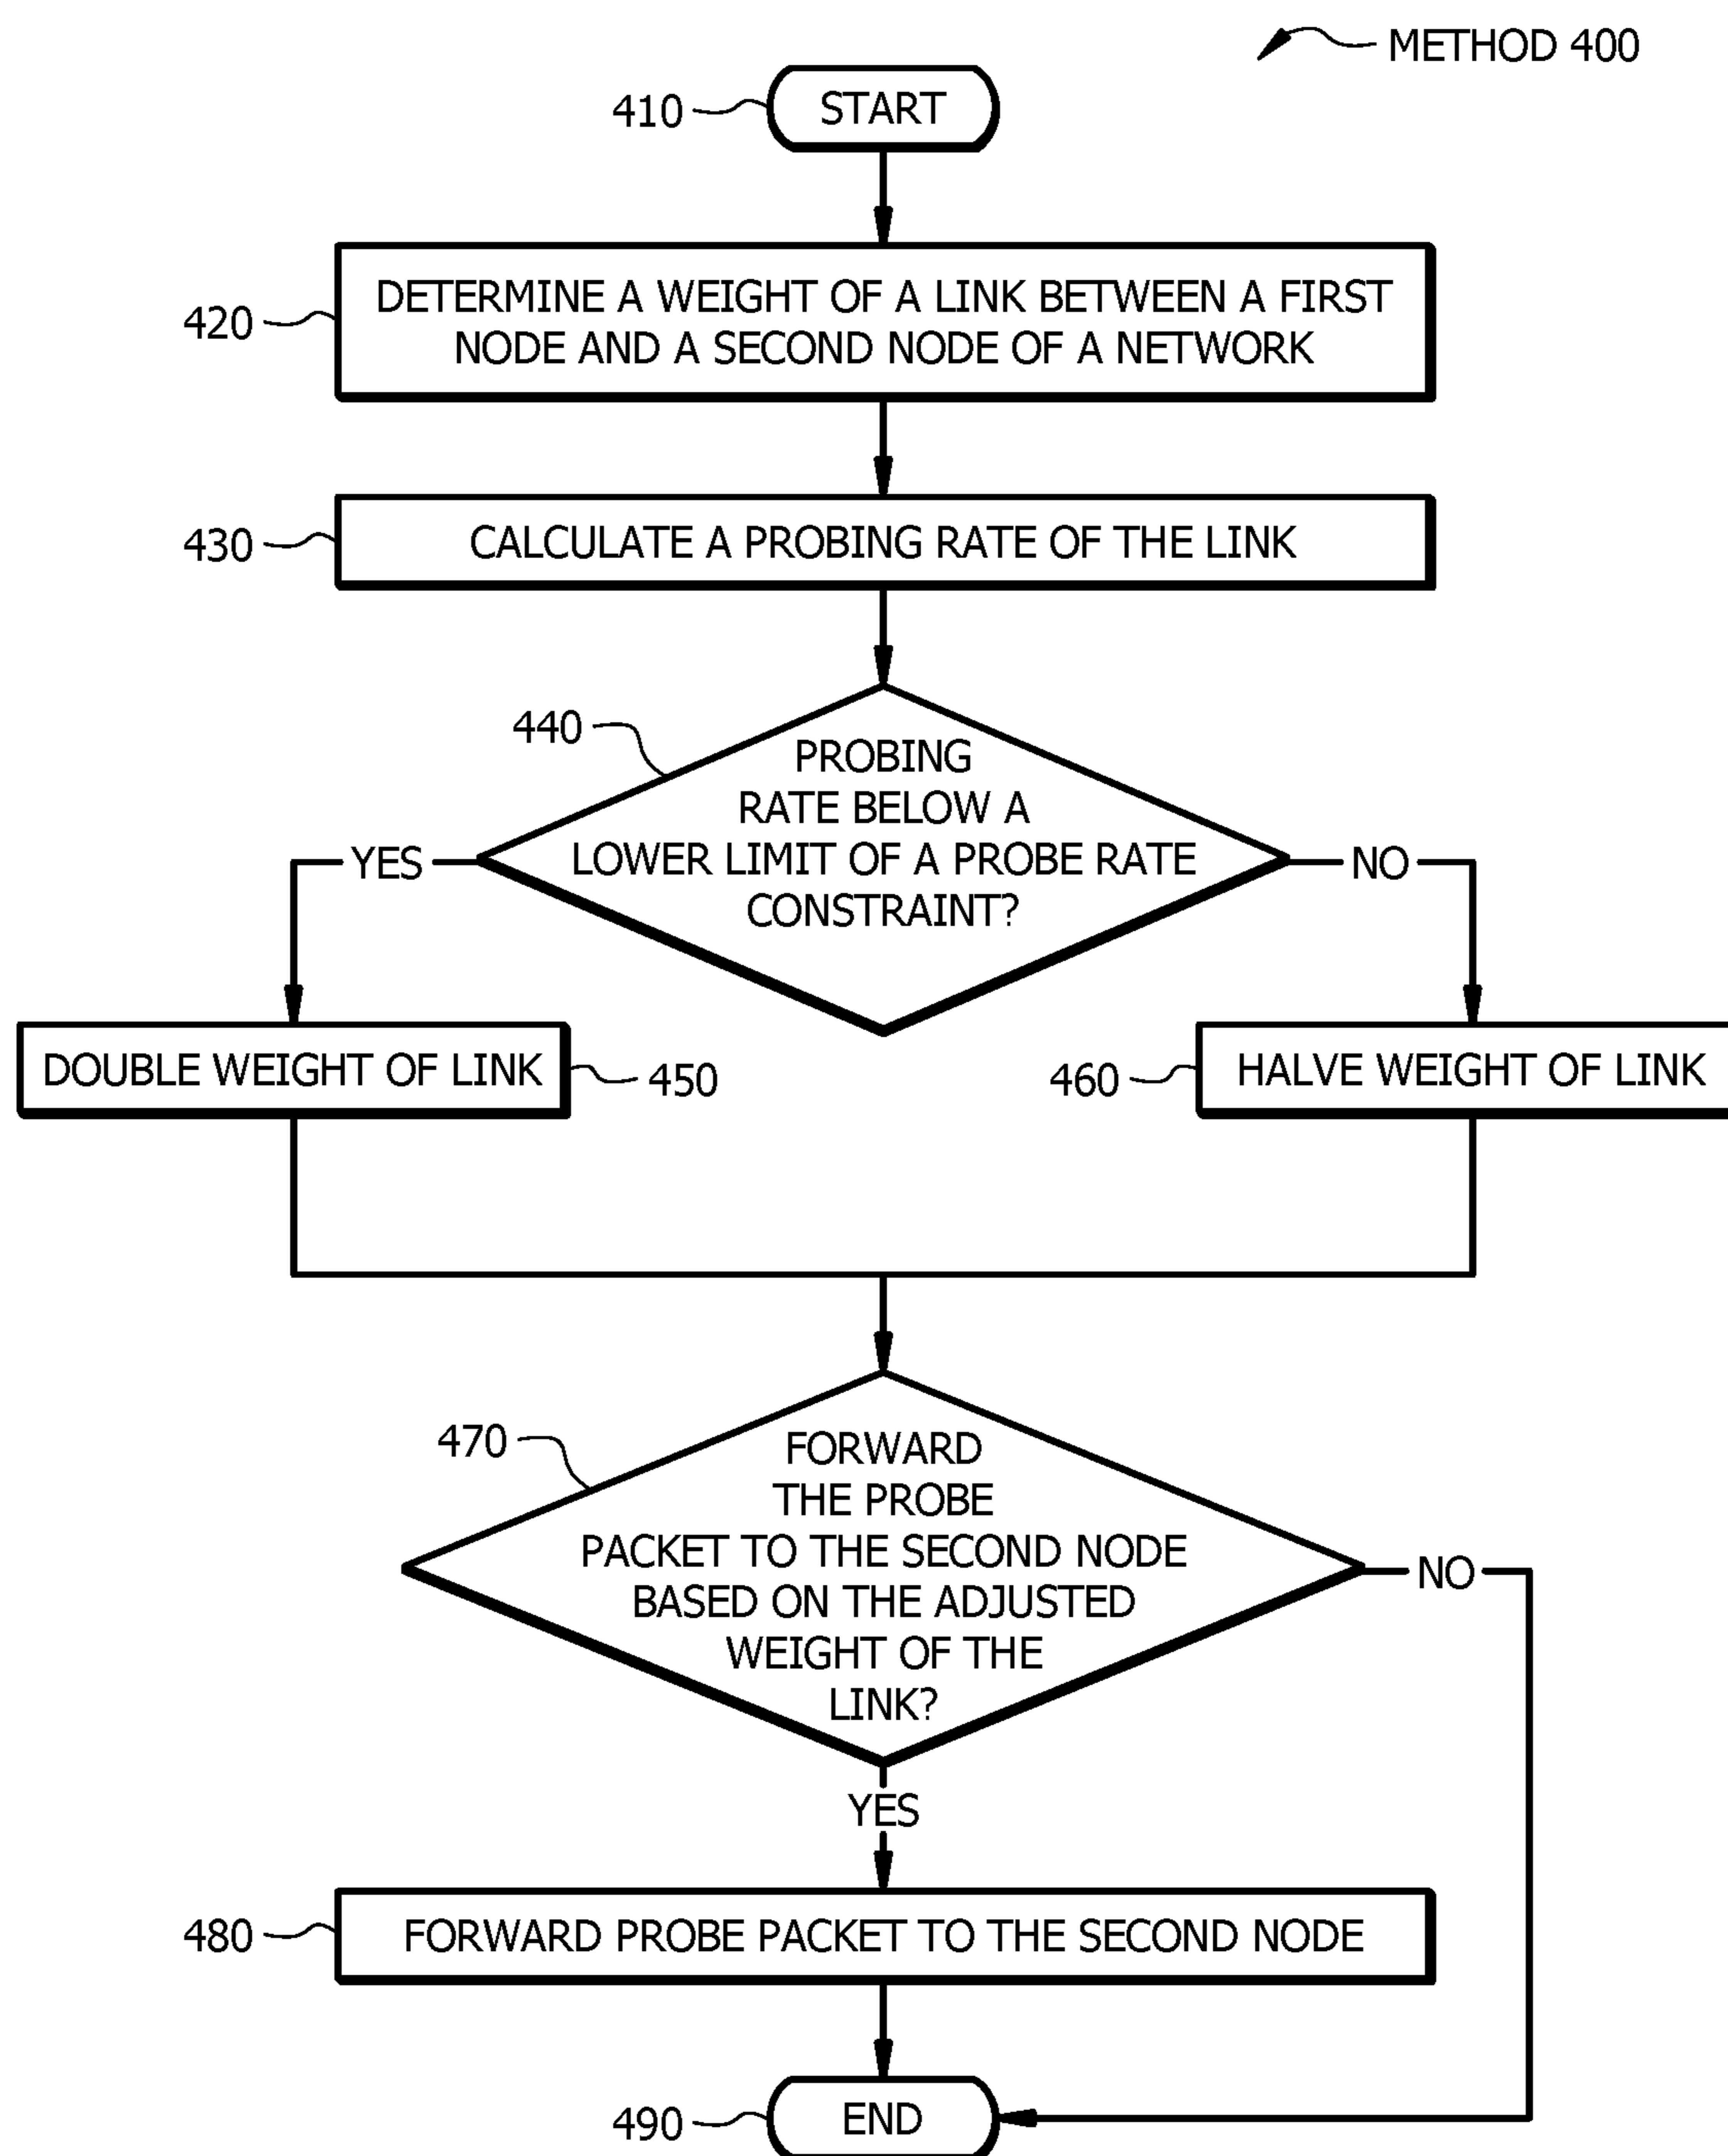 METHOD 400
410
START
420
DETERMINE A WEIGHT OF A LINK BETWEEN A FIRST
NODE AND A SECOND NODE OF A NETWORK
430
CALCULATE A PROBING RATE OF THE LINK
440
PROBING
RATE BELOW A
LOWER LIMIT OF A PROBE RATE
CONSTRAINT?
YES
NO
DOUBLE WEIGHT OF LINK
450
460
HALVE WEIGHT OF LINK
470
FORWARD
THE PROBE
PACKET TO THE SECOND NODE
BASED ON THE ADJUSTED
WEIGHT OF THE
LINK?
NO
YES
480
FORWARD PROBE PACKET TO THE SECOND NODE
490
END